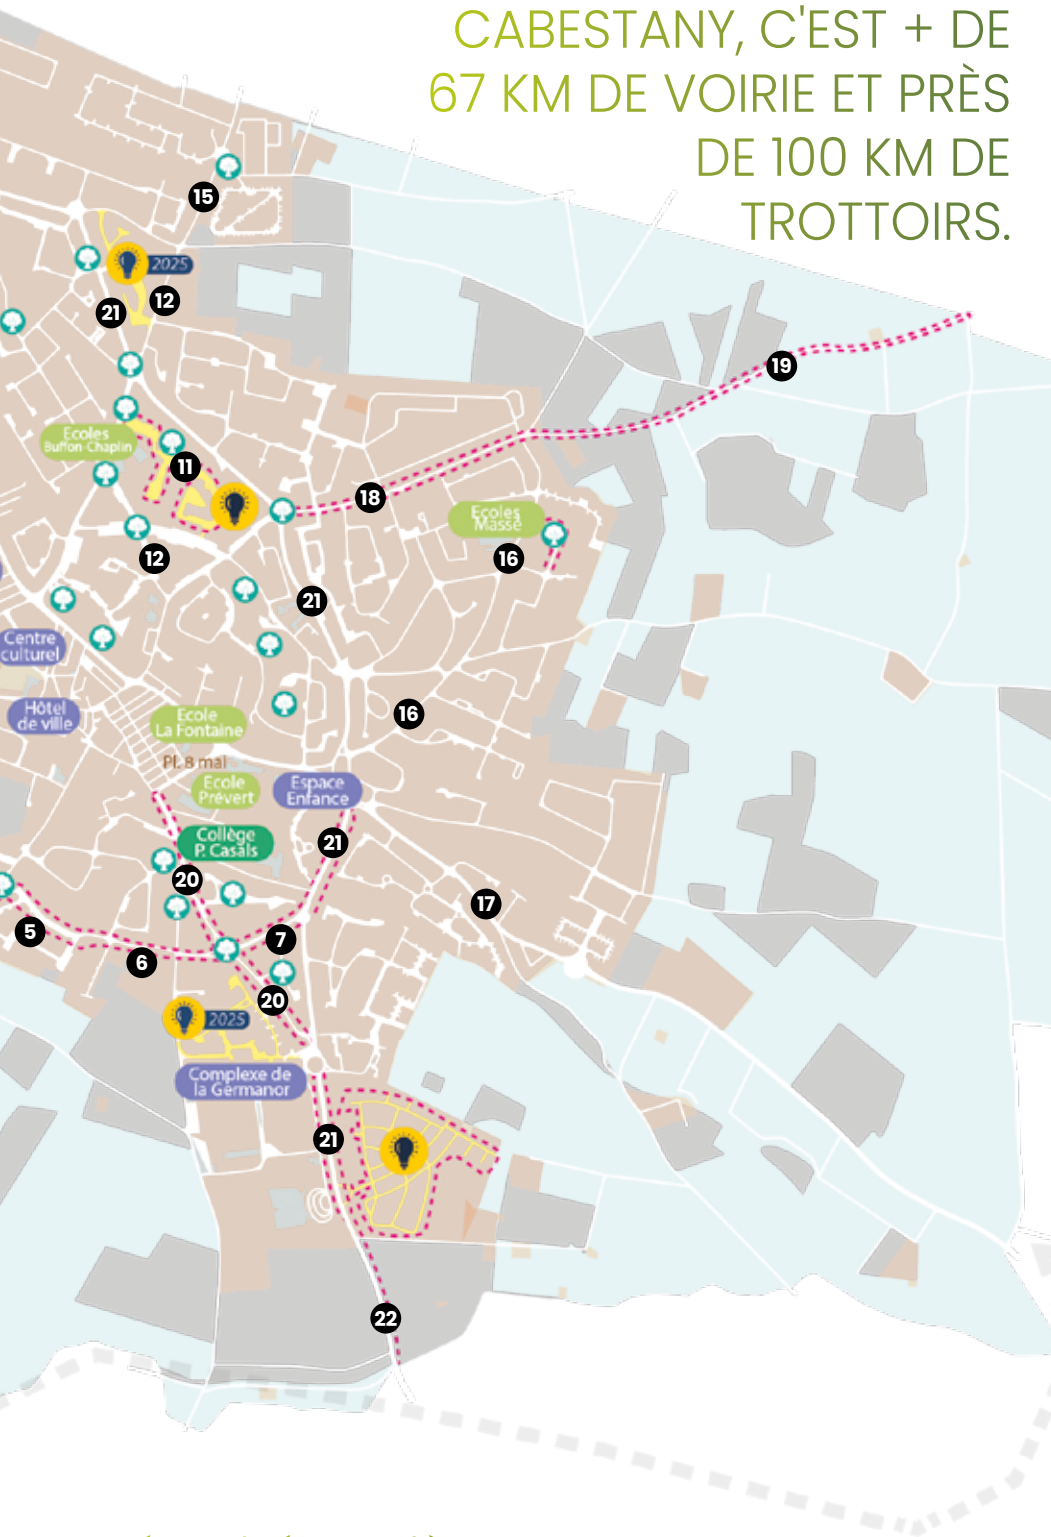 CABESTANY, C'EST + DE
67 KM DE VOIRIE ET PRÈS
DE 100 KM DE
TROTTOIRS.
15
2025
12
21
19
Ecoles
Buffon-Chaplin
11
18
Ecoles
Massé
16
12
21
Centre
culturel
Hôtel
de ville
16
Ecole
La Fontaine
Pl. 8 mai
Ecole
Prévert
Espace
Enfance
Collège
P. Casals
21
20
17
5
7
6
20
2025
Complexe de
la Germanor
21
22